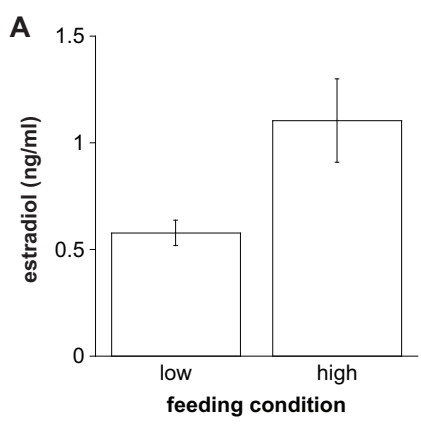 A
1.5
1
0.5
0
estradiol (ng/ml)
low high
feeding condition